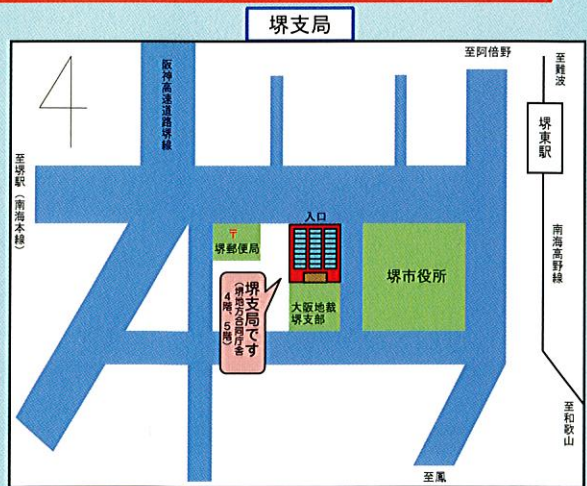 堺支局
至阿倍野
至難波
阪神高速道路堺線
堺東駅
至堺駅（南海本線）
入口
〒
堺郵便局
堺市役所
南海高野線
大阪地裁
堺支部
堺支局です
（堺地方合同庁舎
4階、5階）
至和歌山
至鳳